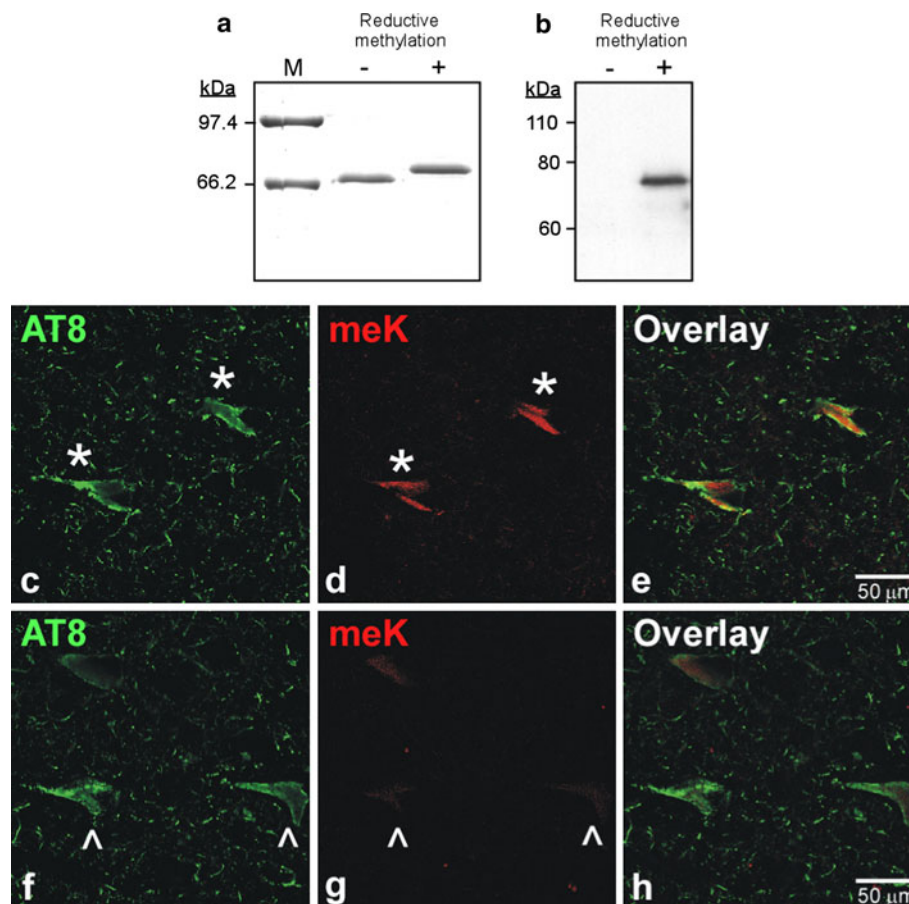 a
Reductive
methylation
M - +
kDa
97.4
66.2
b
Reductive
methylation
- +
kDa
110
80
60
AT8
*
*
c
meK
*
*
d
Overlay
e
50 μm
AT8
^ ^
f
meK
^ ^
g
Overlay
h
50 μm